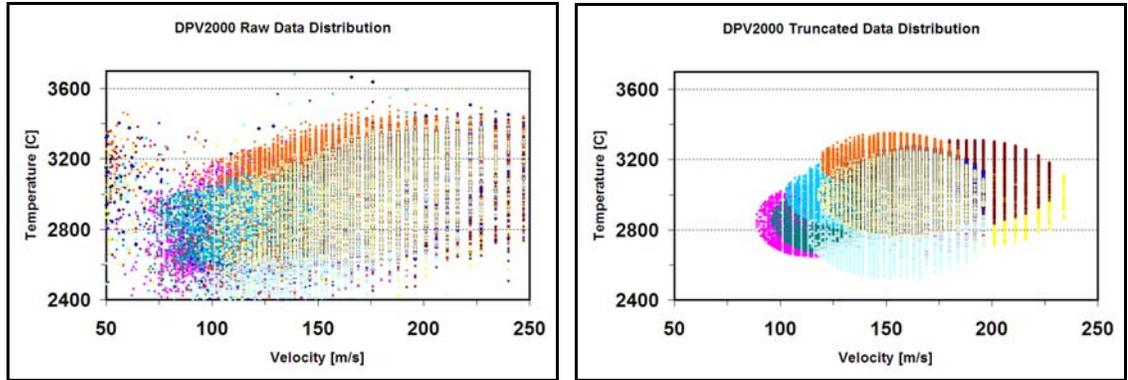 DPV2000 Raw Data Distribution
3600
3200
2800
2400
Temperature [C]
50 100 150 200 250
Velocity [m/s]
DPV2000 Truncated Data Distribution
3600
3200
2800
2400
Temperature [C]
50 100 150 200 250
Velocity [m/s]